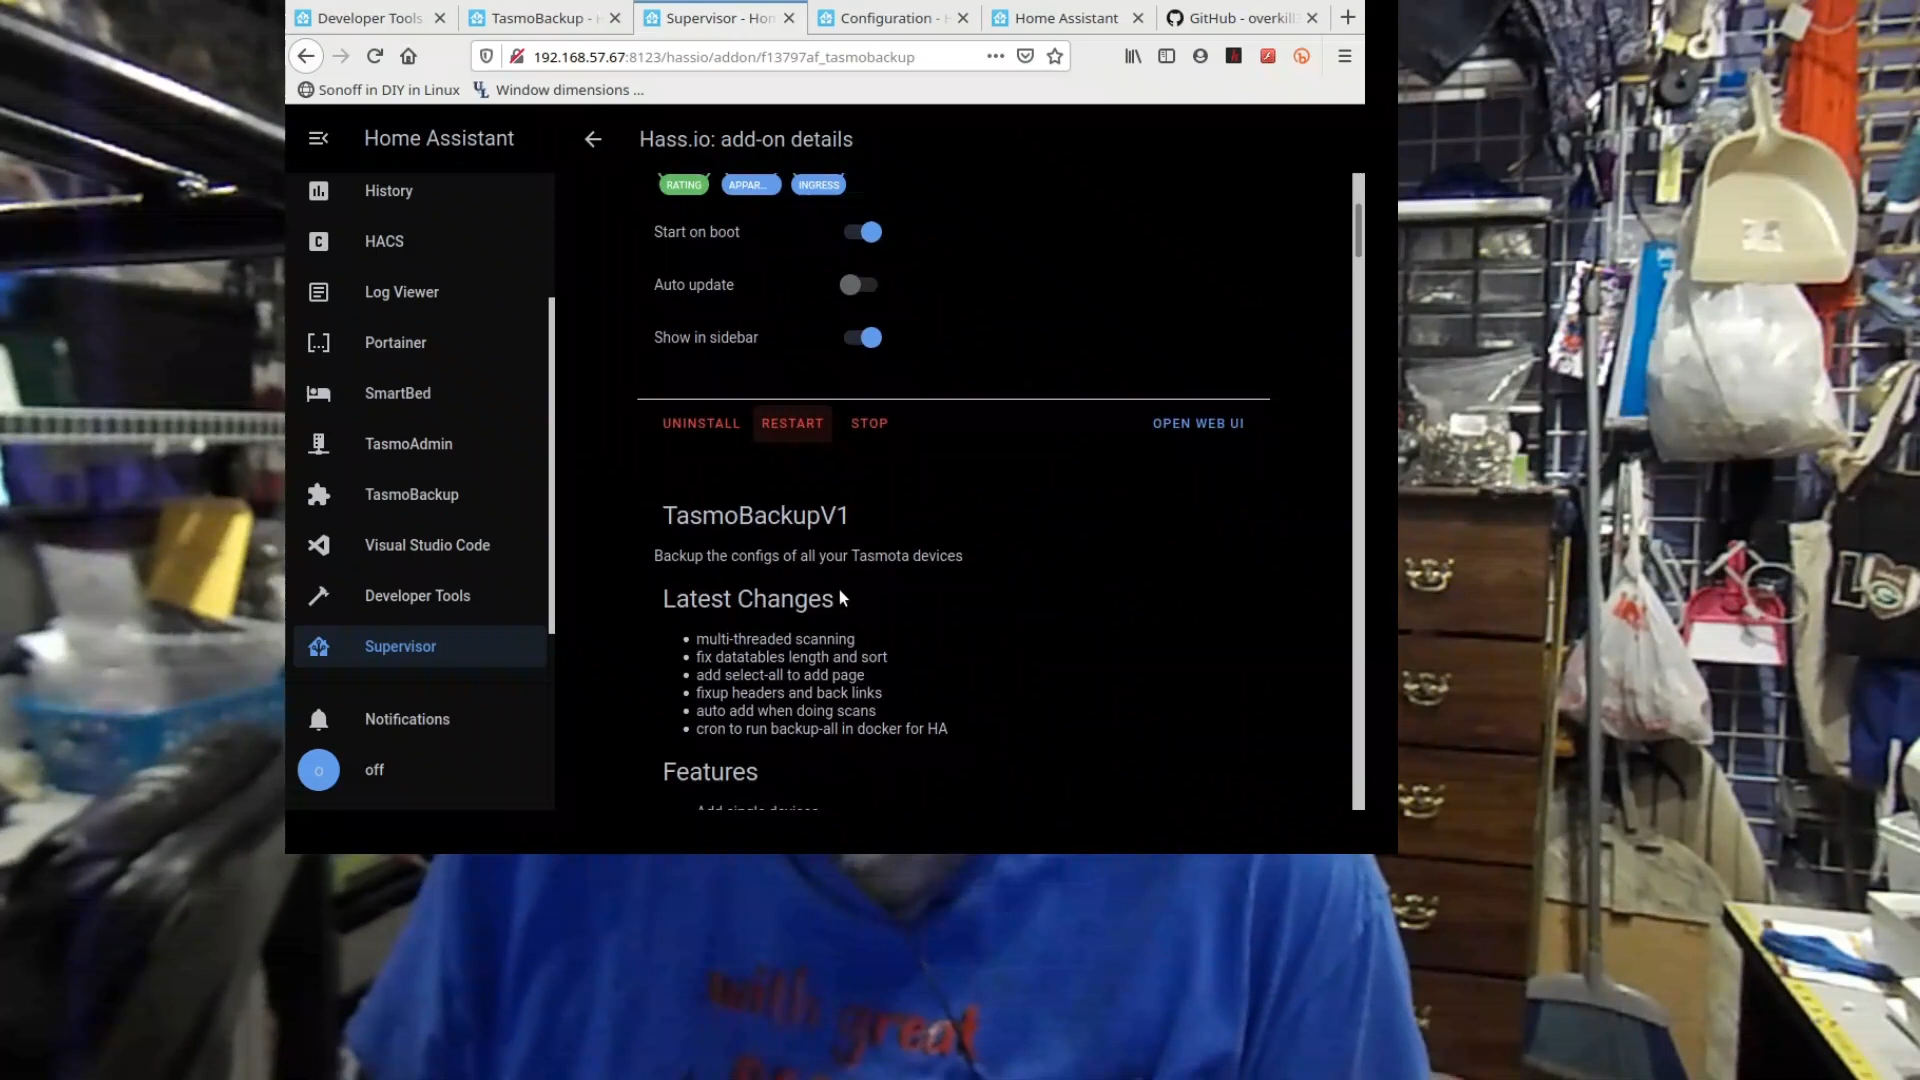 Developer Tools
TasmoBackup -
Supervisor - Hom
Configuration -
Home Assistant
GitHub - overkill
192.168.57.67:8123/hassio/addon/f13797af_tasmobackup
Sonoff in DIY in Linux
Window dimensions ...
Home Assistant
Hass.io: add-on details
History
HACS
Log Viewer
Portainer
SmartBed
TasmoAdmin
TasmoBackup
Visual Studio Code
Developer Tools
Supervisor
Notifications
o
off
RATING APPAR... INGRESS
Start on boot
Auto update
Show in sidebar
UNINSTALL RESTART STOP OPEN WEB UI
TasmoBackupV1
Backup the configs of all your Tasmota devices
Latest Changes
multi-threaded scanning
fix datatables length and sort
add select-all to add page
fixup headers and back links
auto add when doing scans
cron to run backup-all in docker for HA
Features
Add single devices
with great